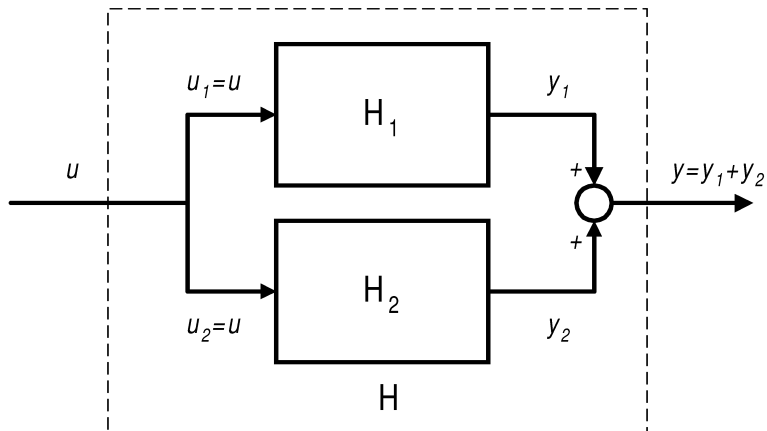 u₁=u
H₁
y₁
u
+
y=y₁+y₂
+
H₂
u₂=u
y₂
H